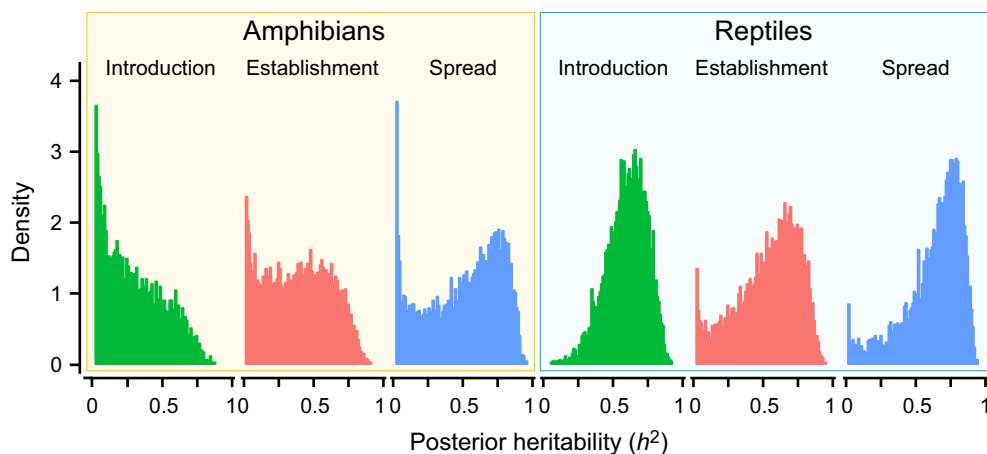 Amphibians Reptiles
Introduction Establishment Spread Introduction Establishment Spread
4
3
2
1
0
Density
0 0.5 1 0 0.5 1 0 0.5 1 0 0.5 1 0 0.5 1 0 0.5 1
Posterior heritability (h²)